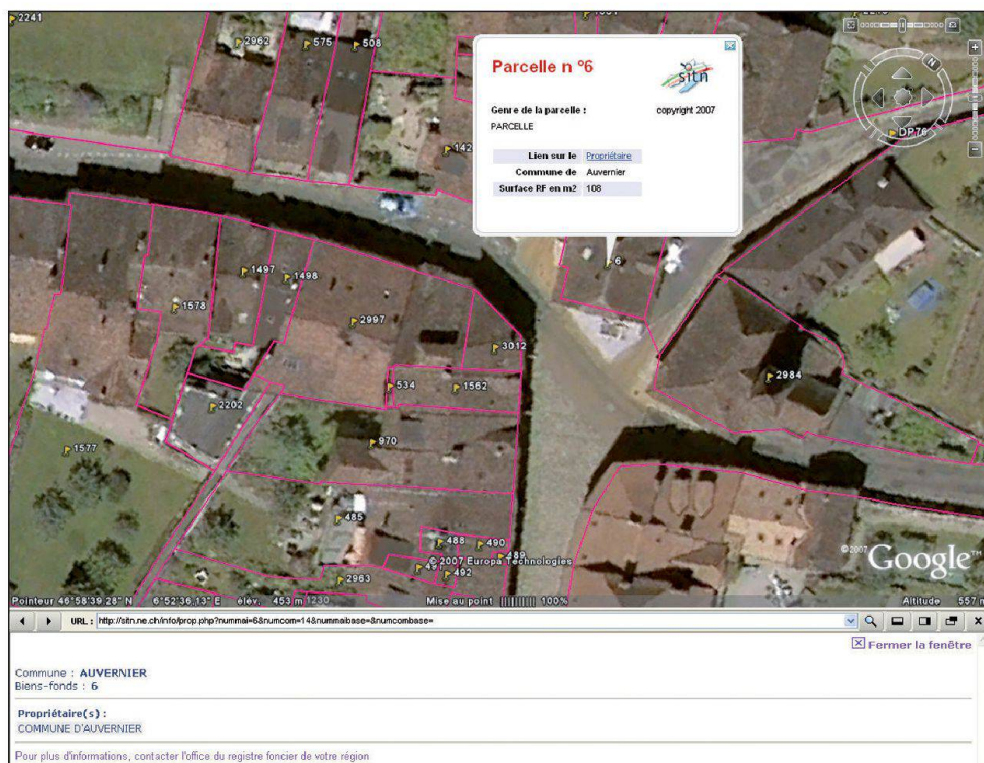 2241
2962
575
508
142
DP76
Parcelle n º6
sitn
Genre de la parcelle :
copyright 2007
PARCELLE
Lien sur le Propriétaire
Commune de Auvernier
Surface RF en m2 108
6
1497
1498
1578
2997
3012
534
1562
2984
2202
970
1577
485
488
490
489
492
2963
© 2007 Europa Technologies
©2007 Google™
Pointeur 46°58'39.28" N 6°52'36.13" E élév. 453 m 1230 Mise au point 100% Altitude 557 m
URL : http://sitn.ne.ch/info/prop.php?nummai=6&numcom=14&nummaibase=&numcombase=
Fermer la fenêtre
Commune : AUVERNIER
Biens-fonds : 6
Propriétaire(s) :
COMMUNE D'AUVERNIER
Pour plus d'informations, contacter l'office du registre foncier de votre région